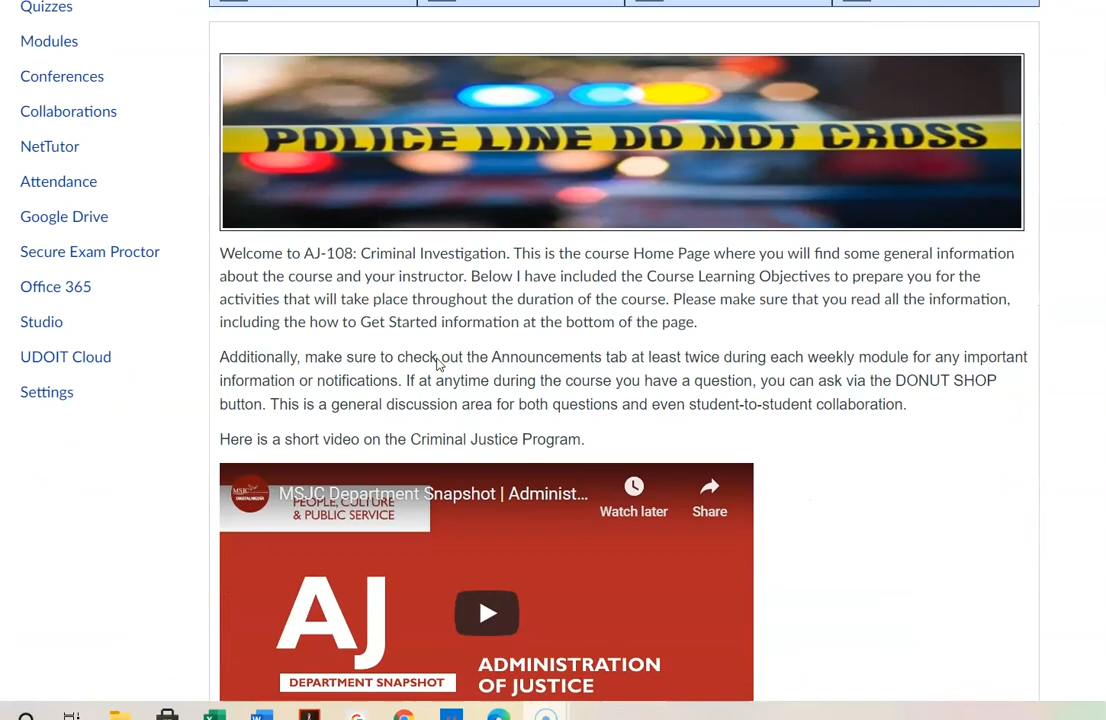 Quizzes
Modules
Conferences
Collaborations
NetTutor
Attendance
Google Drive
Secure Exam Proctor
Office 365
Studio
UDOIT Cloud
Settings
POLICE LINE DO NOT CROSS
Welcome to AJ-108: Criminal Investigation. This is the course Home Page where you will find some general information
about the course and your instructor. Below I have included the Course Learning Objectives to prepare you for the
activities that will take place throughout the duration of the course. Please make sure that you read all the information,
including the how to Get Started information at the bottom of the page.
Additionally, make sure to check out the Announcements tab at least twice during each weekly module for any important
information or notifications. If at anytime during the course you have a question, you can ask via the DONUT SHOP
button. This is a general discussion area for both questions and even student-to-student collaboration.
Here is a short video on the Criminal Justice Program.
MSJC Department Snapshot | Administ...
PEOPLE, CULTURE
& PUBLIC SERVICE
Watch later
Share
AJ
DEPARTMENT SNAPSHOT
ADMINISTRATION
OF JUSTICE